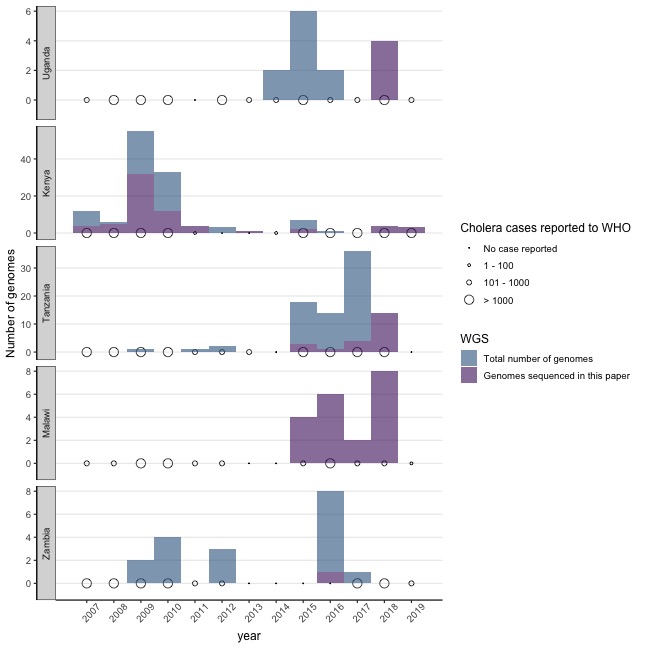 Number of genomes
Uganda
6
4
2
0
Kenya
40
20
0
Tanzania
30
20
10
0
Malawi
8
6
4
2
0
Zambia
8
6
4
2
0
2007 2008 2009 2010 2011 2012 2013 2014 2015 2016 2017 2018 2019
year
Cholera cases reported to WHO
No case reported
1 - 100
101 - 1000
> 1000
WGS
Total number of genomes
Genomes sequenced in this paper